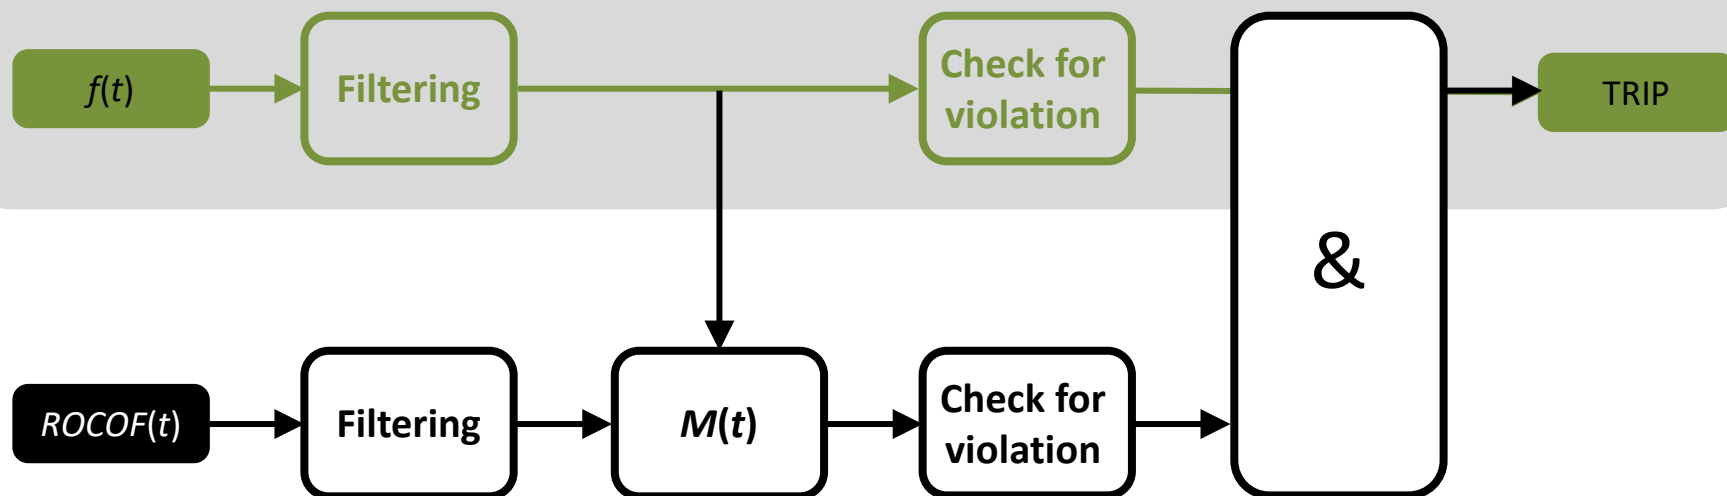 f(t)
Filtering
Check for
violation
TRIP
&
ROCOF(t)
Filtering
M(t)
Check for
violation